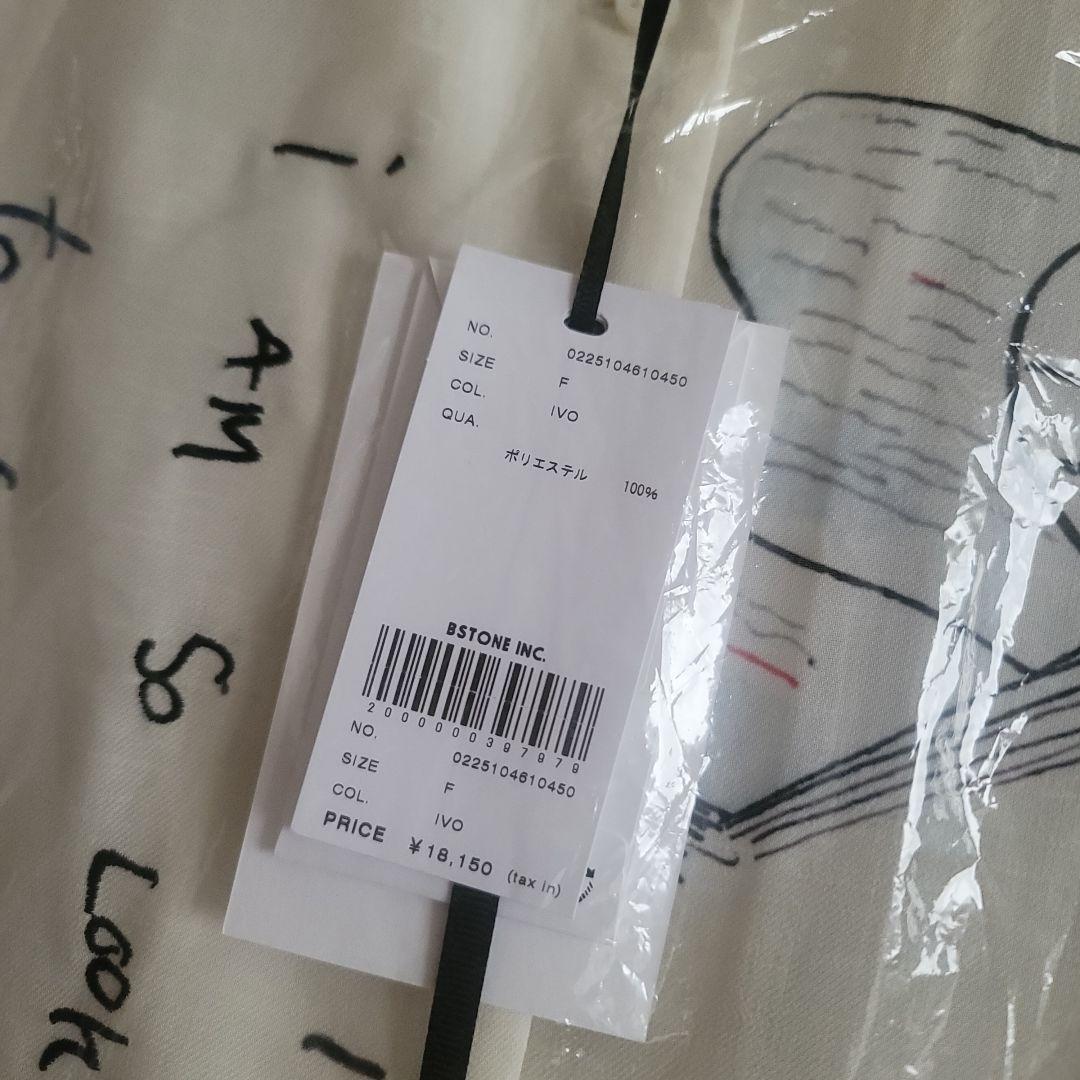 NO. 0225104610450
SIZE F
COL. IVO
QUA.
ポリエステル 100%
BSTONE INC.
2000000397979
NO. 0225104610450
SIZE F
COL. IVO
PRICE ¥18,150 (tax in)
i AM So Look
to